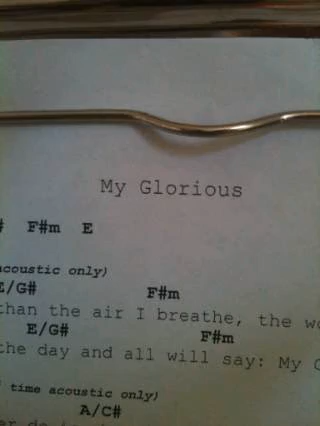 My Glorious
# F#m E
acoustic only)
E/G# F#m
than the air I breathe, the
E/G# F#m
the day and all will say: My
time acoustic only)
A/C#